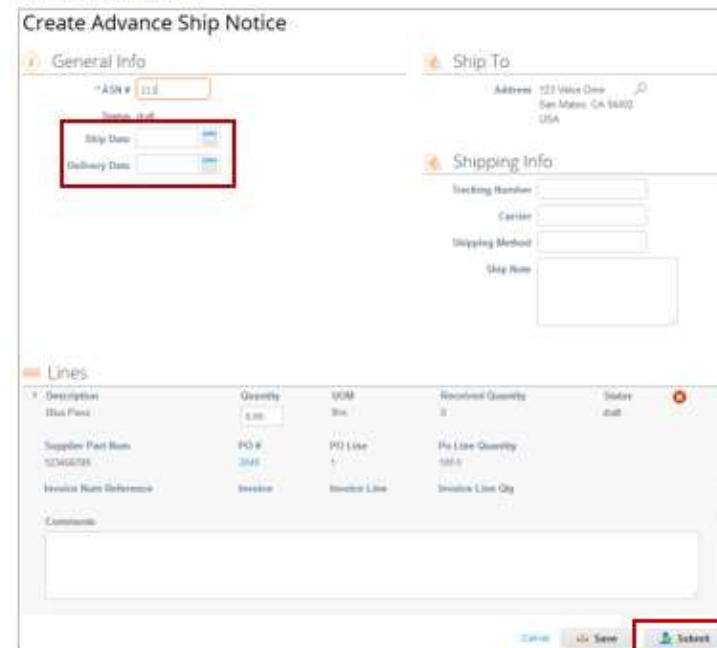 Create Advance Ship Notice
General Info
* ASN #
Status draft
Ship Date
Delivery Date
Ship To
Address 123 Value Drive
San Mateo, CA
USA
Shipping Info
Tracking Number
Carrier
Shipping Method
Ship Note
Lines
Description Quantity UOM Received Quantity Status
Blue Pens 0 draft
Supplier Part Num PO # PO Line Po Line Quantity
1
Invoice Num Reference Invoice Invoice Line Invoice Line Qty
Comments
Cancel Save Submit